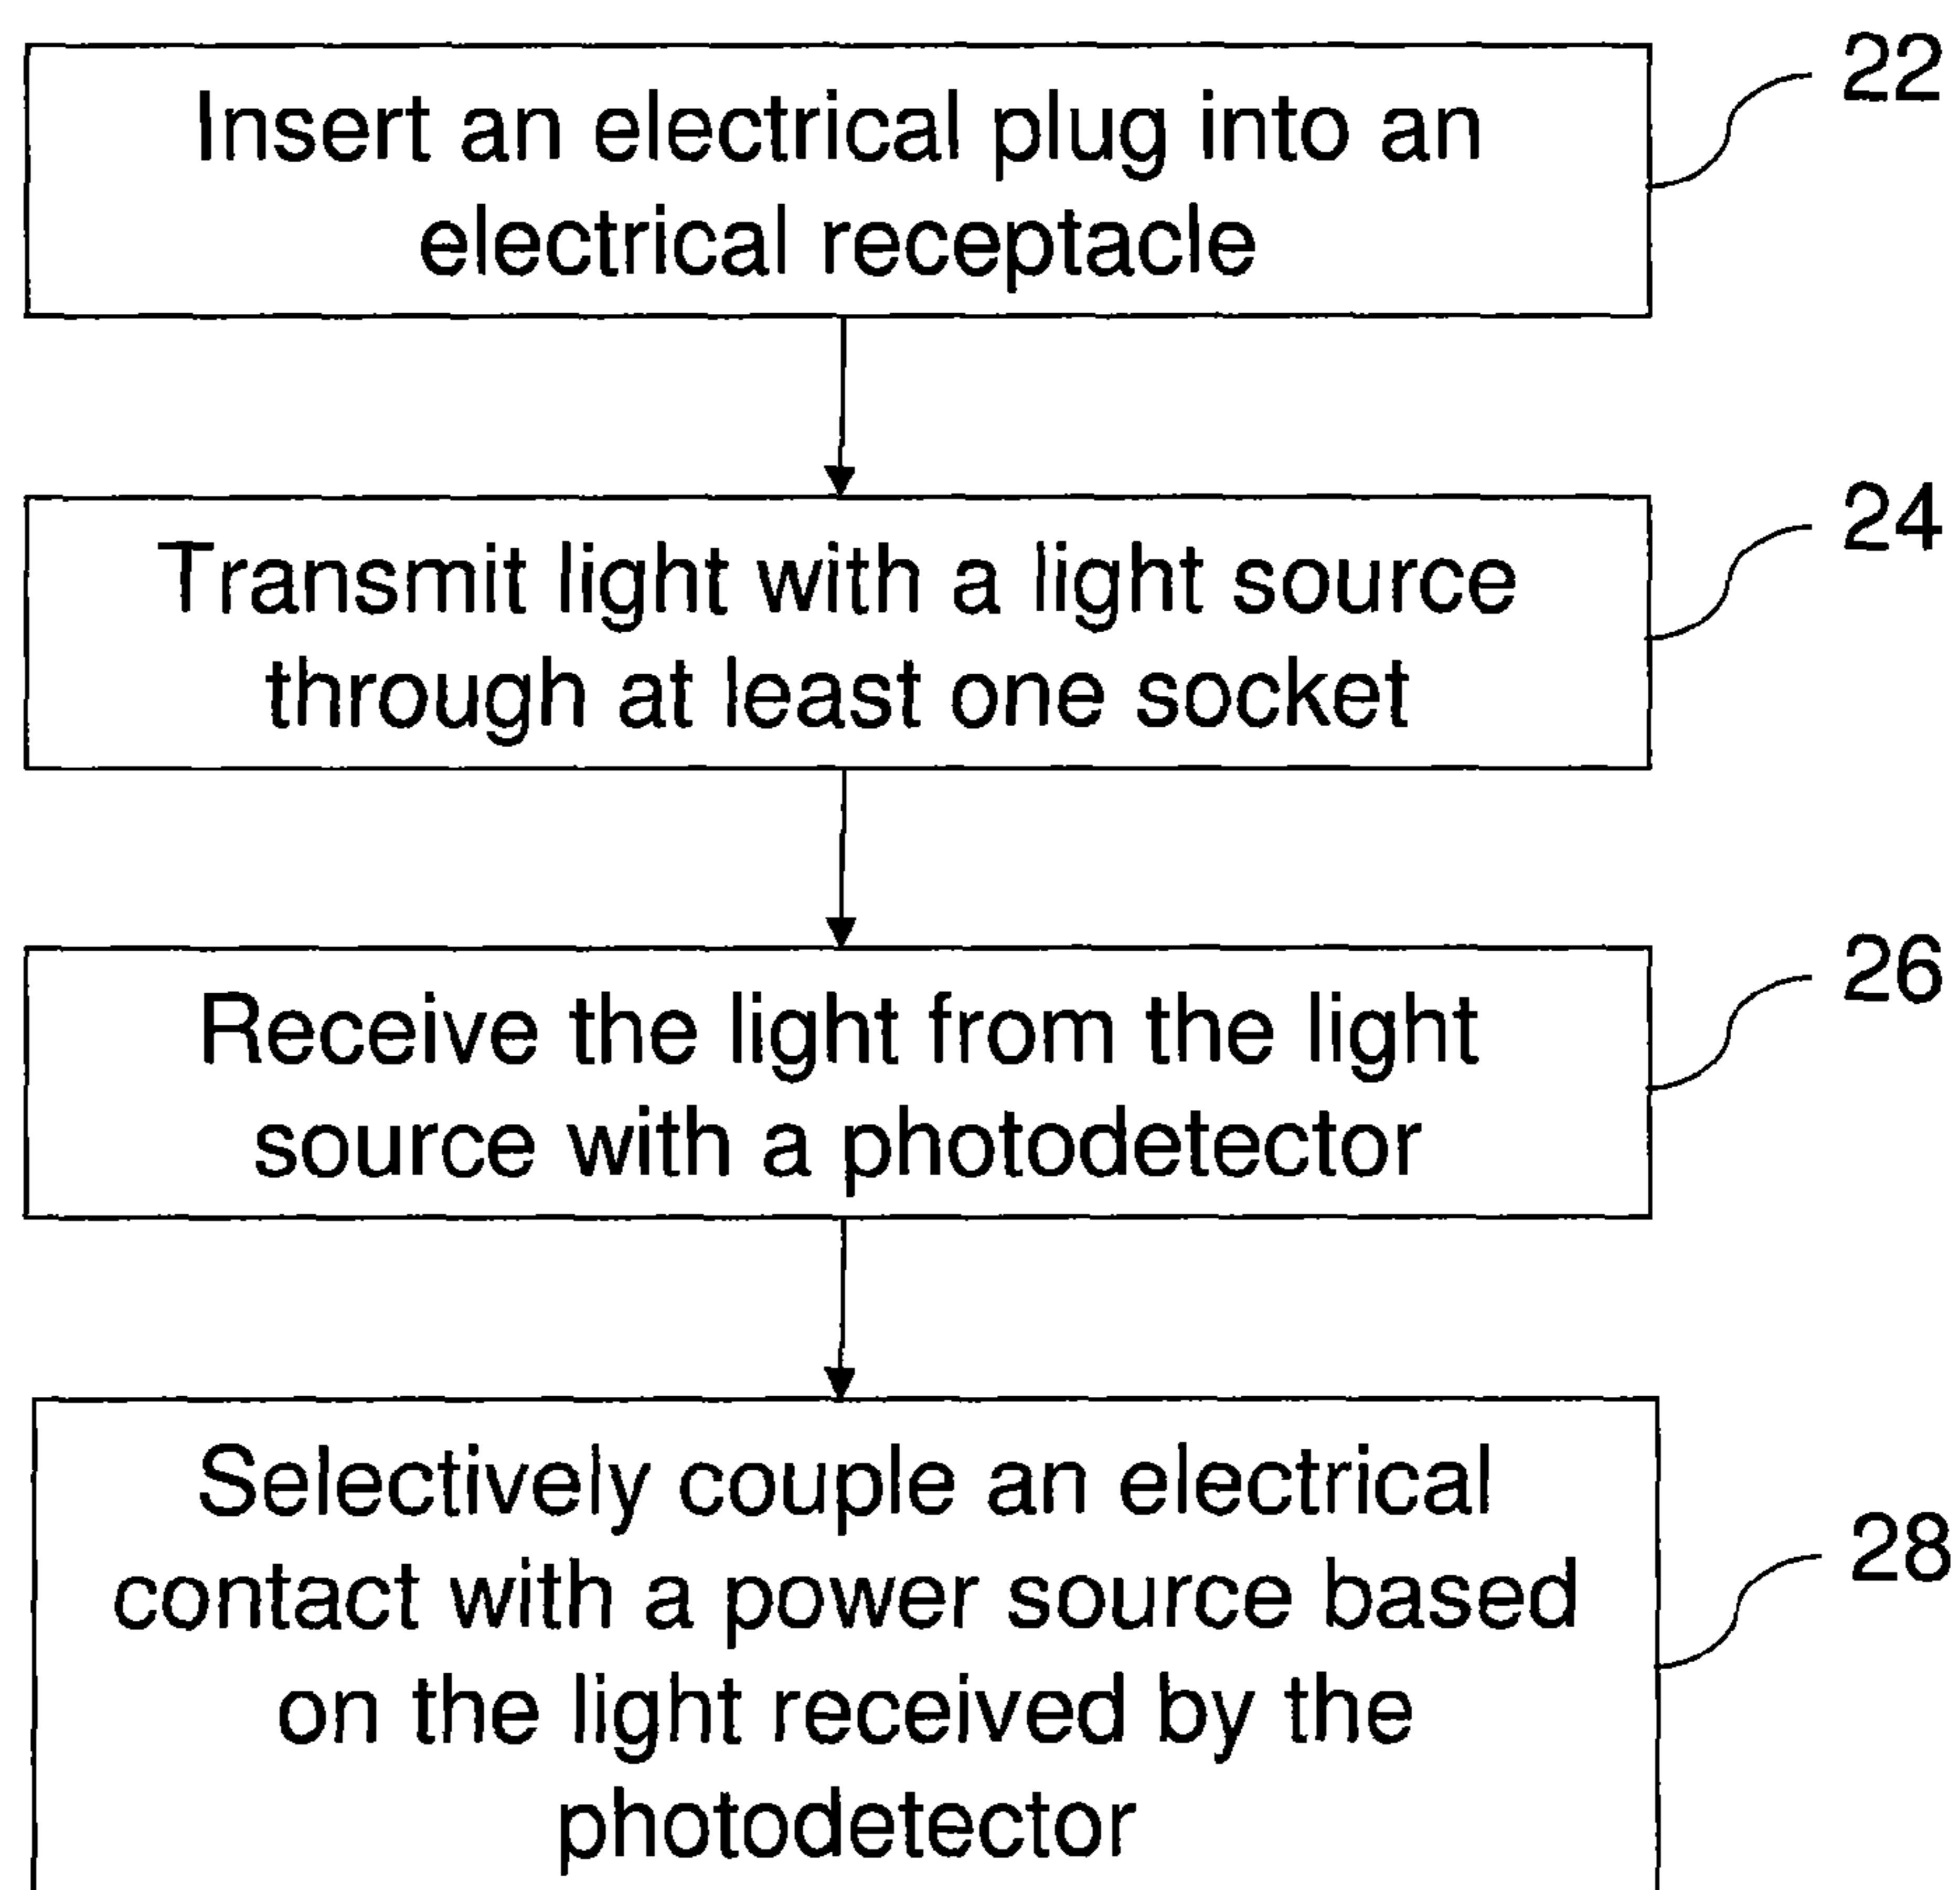 Insert an electrical plug into an
electrical receptacle
22
Transmit light with a light source
through at least one socket
24
Receive the light from the light
source with a photodetector
26
Selectively couple an electrical
contact with a power source based
on the light received by the
photodetector
28